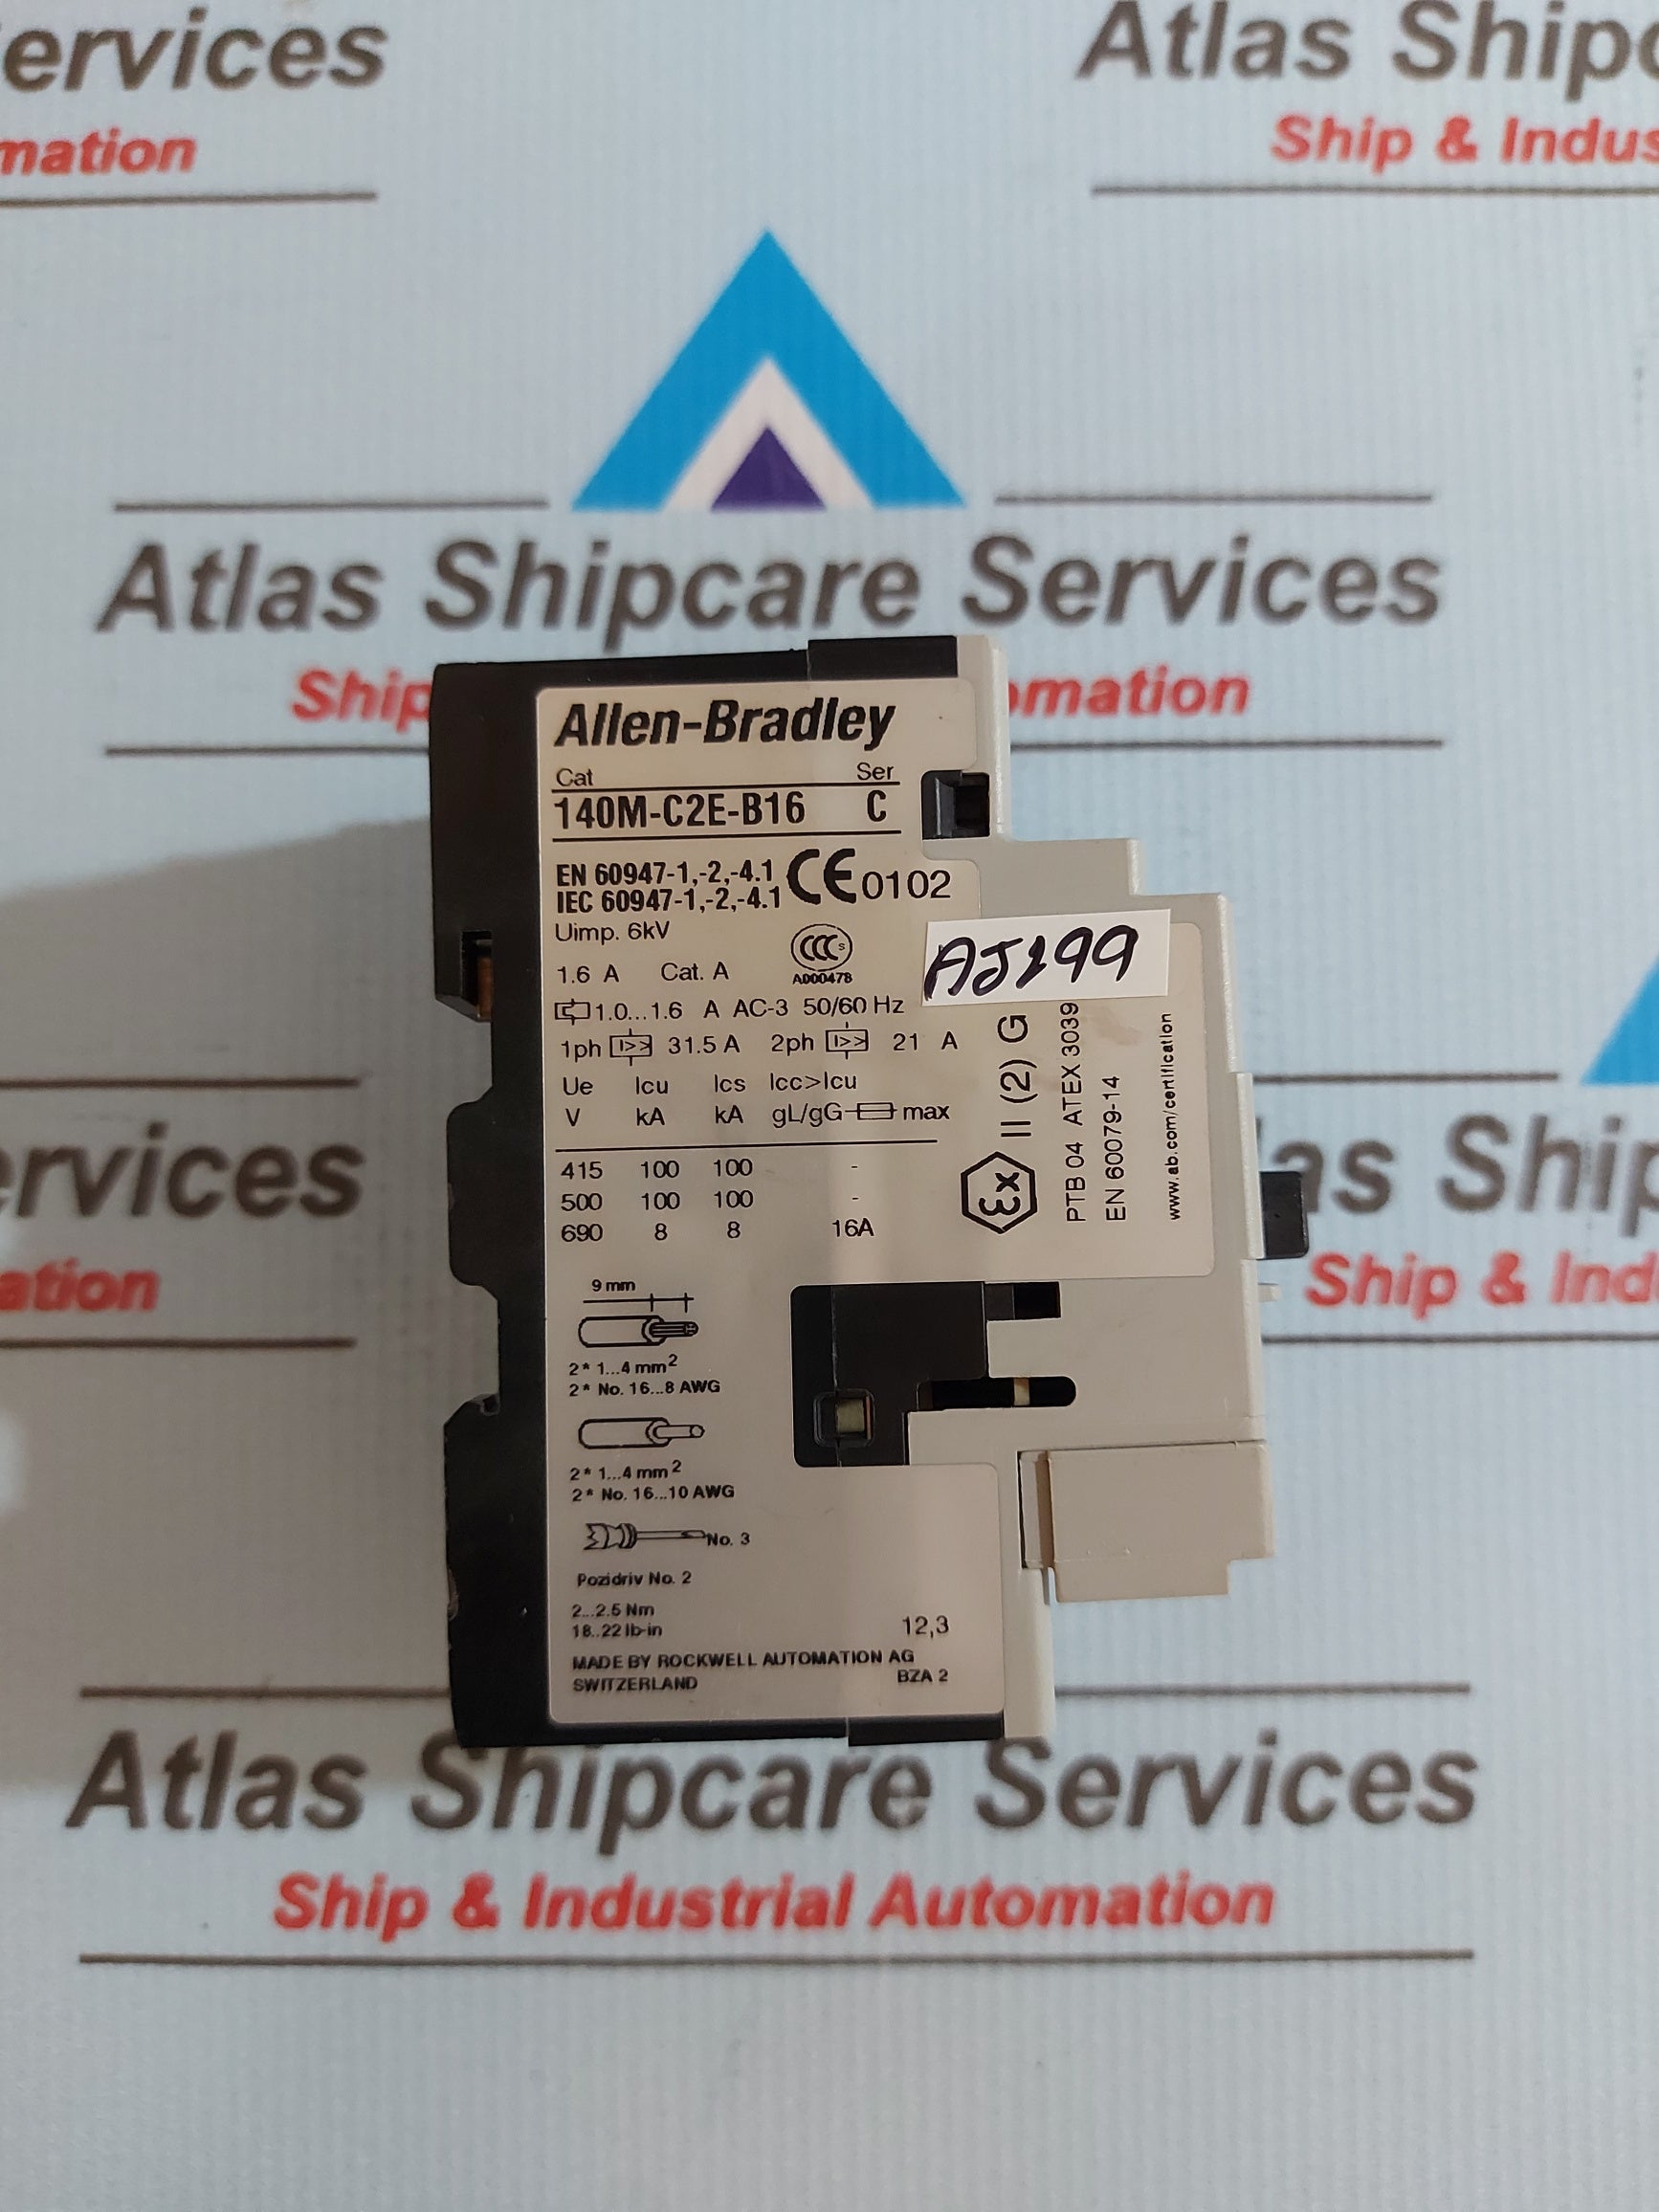 ervices
mation
Atlas Shipc
Ship & Indus
Atlas Shipcare Services
Ship
omation
Allen-Bradley
Cat Ser
140M-C2E-B16 C
EN 60947-1,-2,-4.1
IEC 60947-1,-2,-4.1
CE 0102
Uimp. 6kV
CCC S
A000478
1.6 A Cat. A
1.0...1.6 A AC-3 50/60 Hz
1ph I>> 31.5 A 2ph I>> 21 A
Ue Icu Ics Icc>Icu
V kA kA gL/gG max
415 100 100 -
500 100 100 -
690 8 8 16A
AJ299
Ex II (2) G
PTB 04 ATEX 3039
EN 60079-14
www.ab.com/certification
9 mm
2* 1...4 mm2
2* No. 16...8 AWG
2* 1...4 mm2
2* No. 16...10 AWG
No. 3
Pozidriv No. 2
2...2.5 Nm
18..22 lb-in
12,3
MADE BY ROCKWELL AUTOMATION AG
SWITZERLAND BZA 2
ervices
ation
as Ship
Ship & Ind
Atlas Shipcare Services
Ship & Industrial Automation